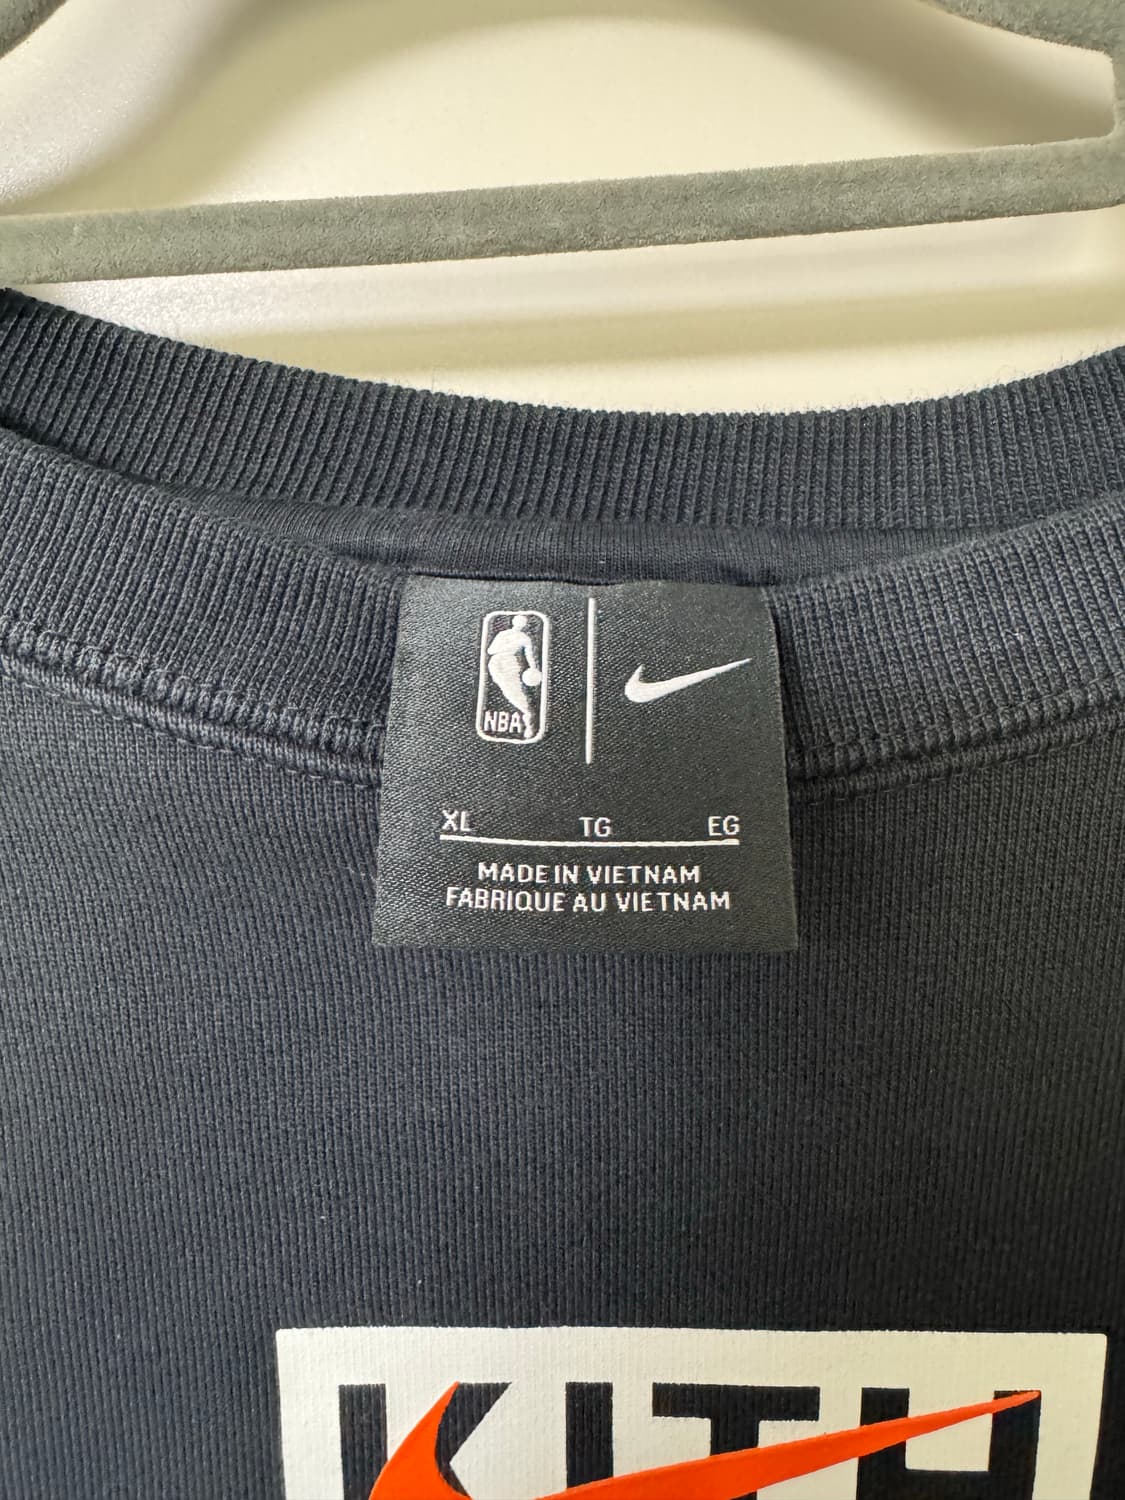 NBA
XL TG EG
MADE IN VIETNAM
FABRIQUE AU VIETNAM
KITH